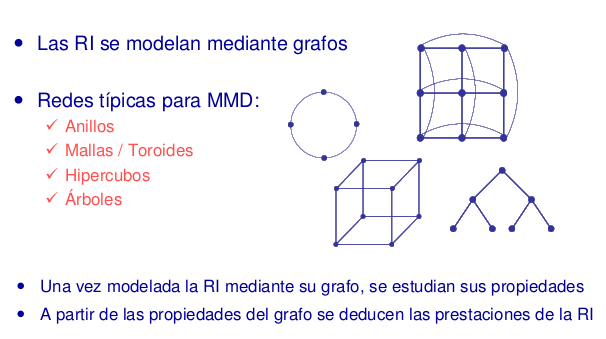 Las RI se modelan mediante grafos
Redes típicas para MMD:
Anillos
Mallas / Toroides
Hipercubos
Árboles
Una vez modelada la RI mediante su grafo, se estudian sus propiedades
A partir de las propiedades del grafo se deducen las prestaciones de la RI